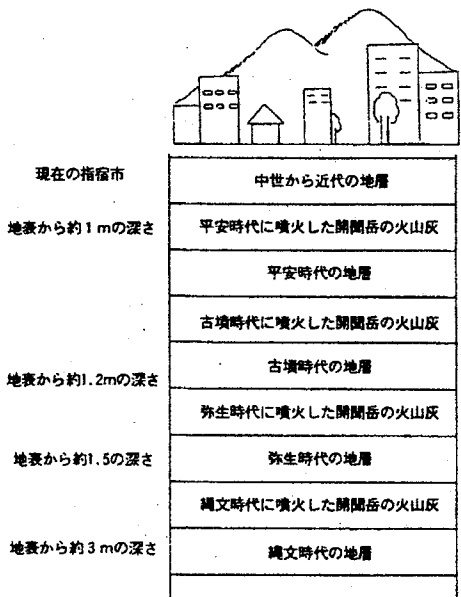 現在の指宿市
中世から近代の地層
地表から約1mの深さ
平安時代に噴火した開聞岳の火山灰
平安時代の地層
古墳時代に噴火した開聞岳の火山灰
古墳時代の地層
地表から約1.2mの深さ
弥生時代に噴火した開聞岳の火山灰
地表から約1.5の深さ
弥生時代の地層
縄文時代に噴火した開聞岳の火山灰
地表から約3mの深さ
縄文時代の地層